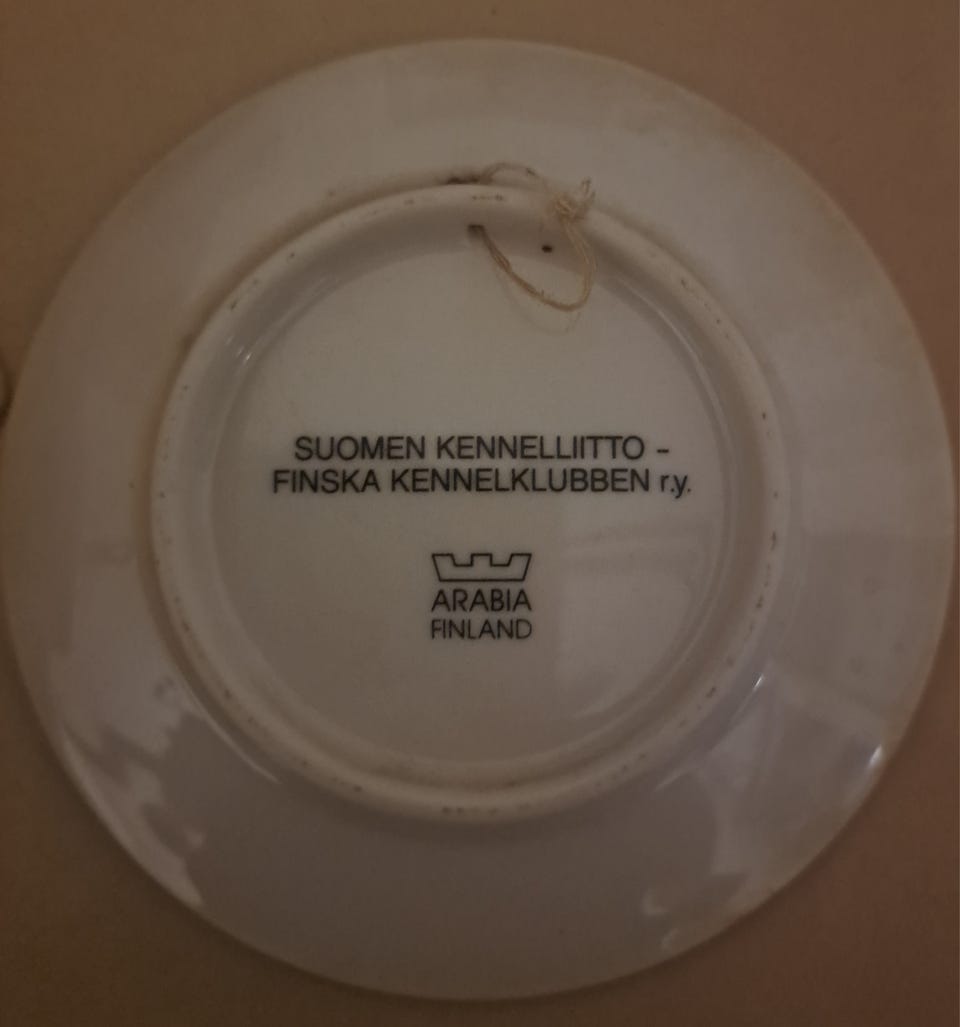 SUOMEN KENNELLIITTO -
FINSKA KENNELKLUBBEN r.y.
ARABIA
FINLAND